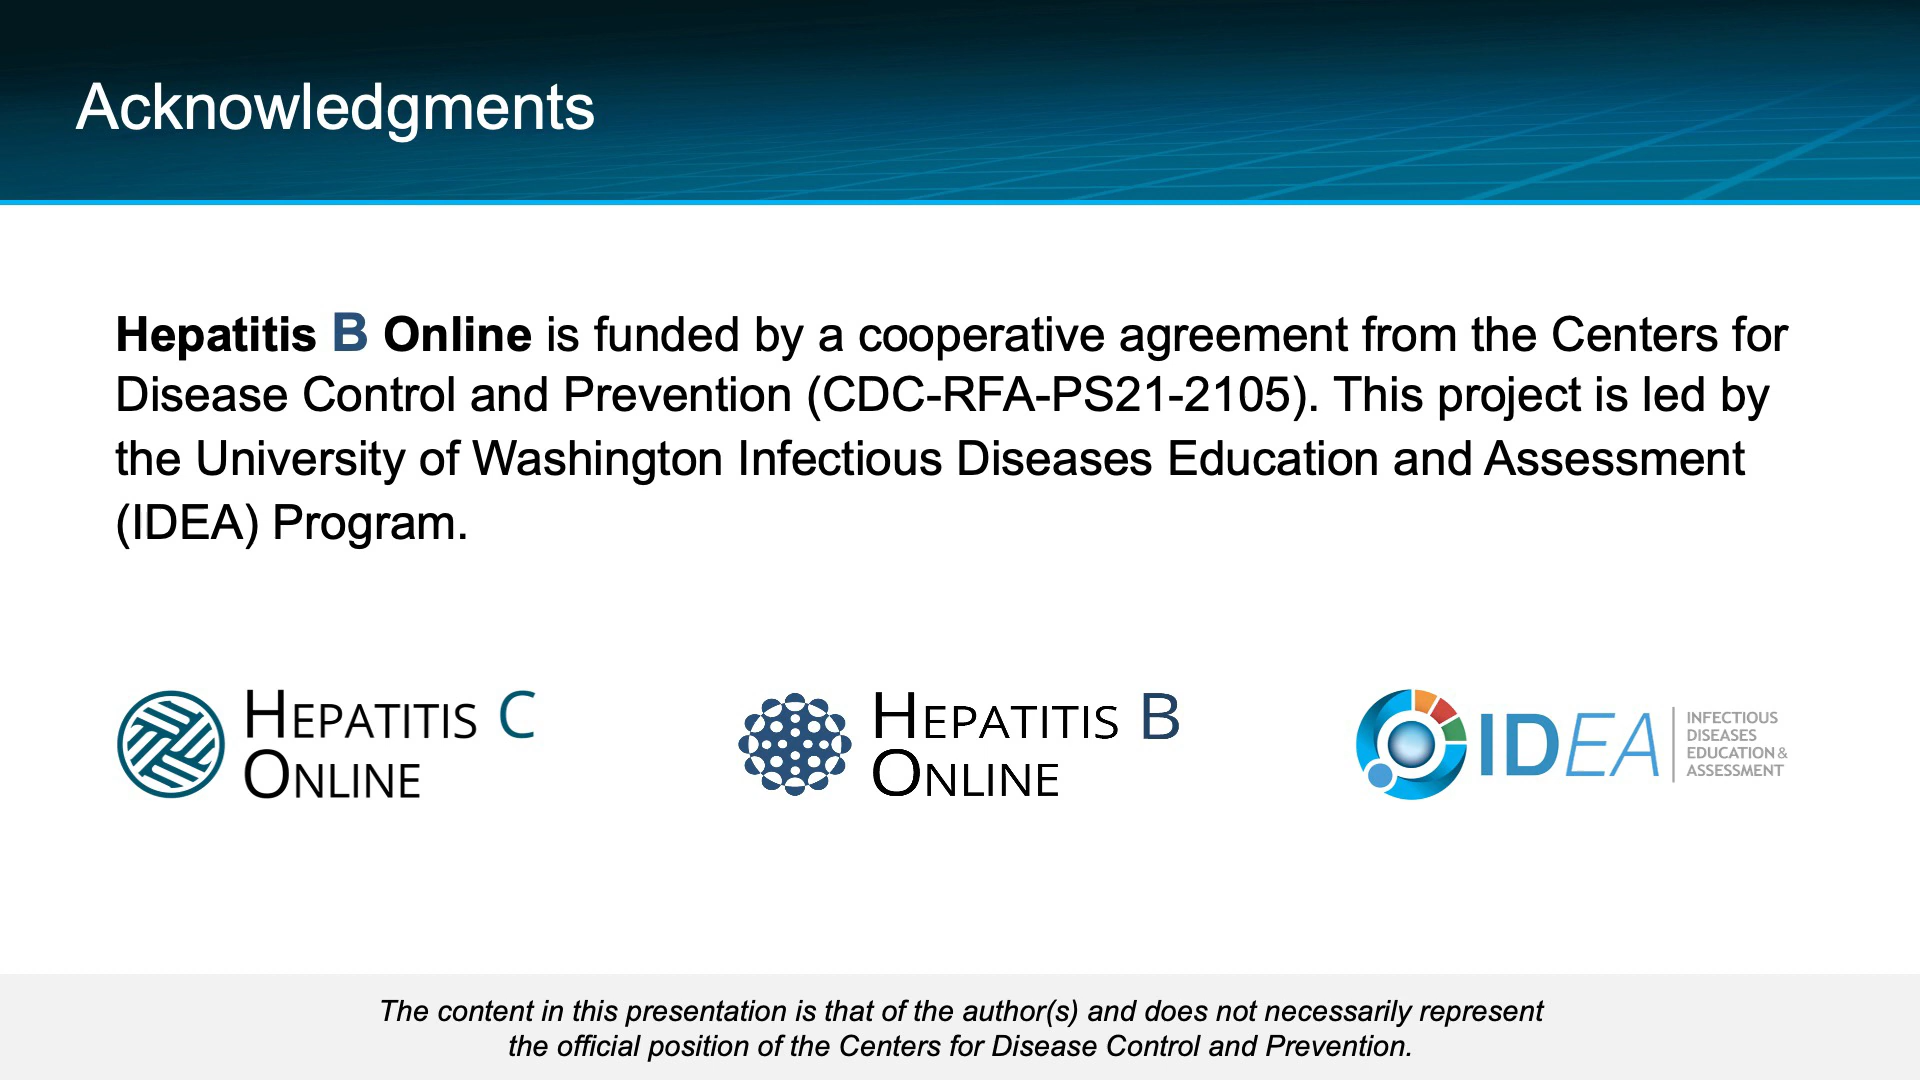 Acknowledgments
Hepatitis B Online is funded by a cooperative agreement from the Centers for
Disease Control and Prevention (CDC-RFA-PS21-2105). This project is led by
the University of Washington Infectious Diseases Education and Assessment
(IDEA) Program.
HEPATITIS C
ONLINE
HEPATITIS B
ONLINE
IDEA
INFECTIOUS
DISEASES
EDUCATION &
ASSESSMENT
The content in this presentation is that of the author(s) and does not necessarily represent
the official position of the Centers for Disease Control and Prevention.